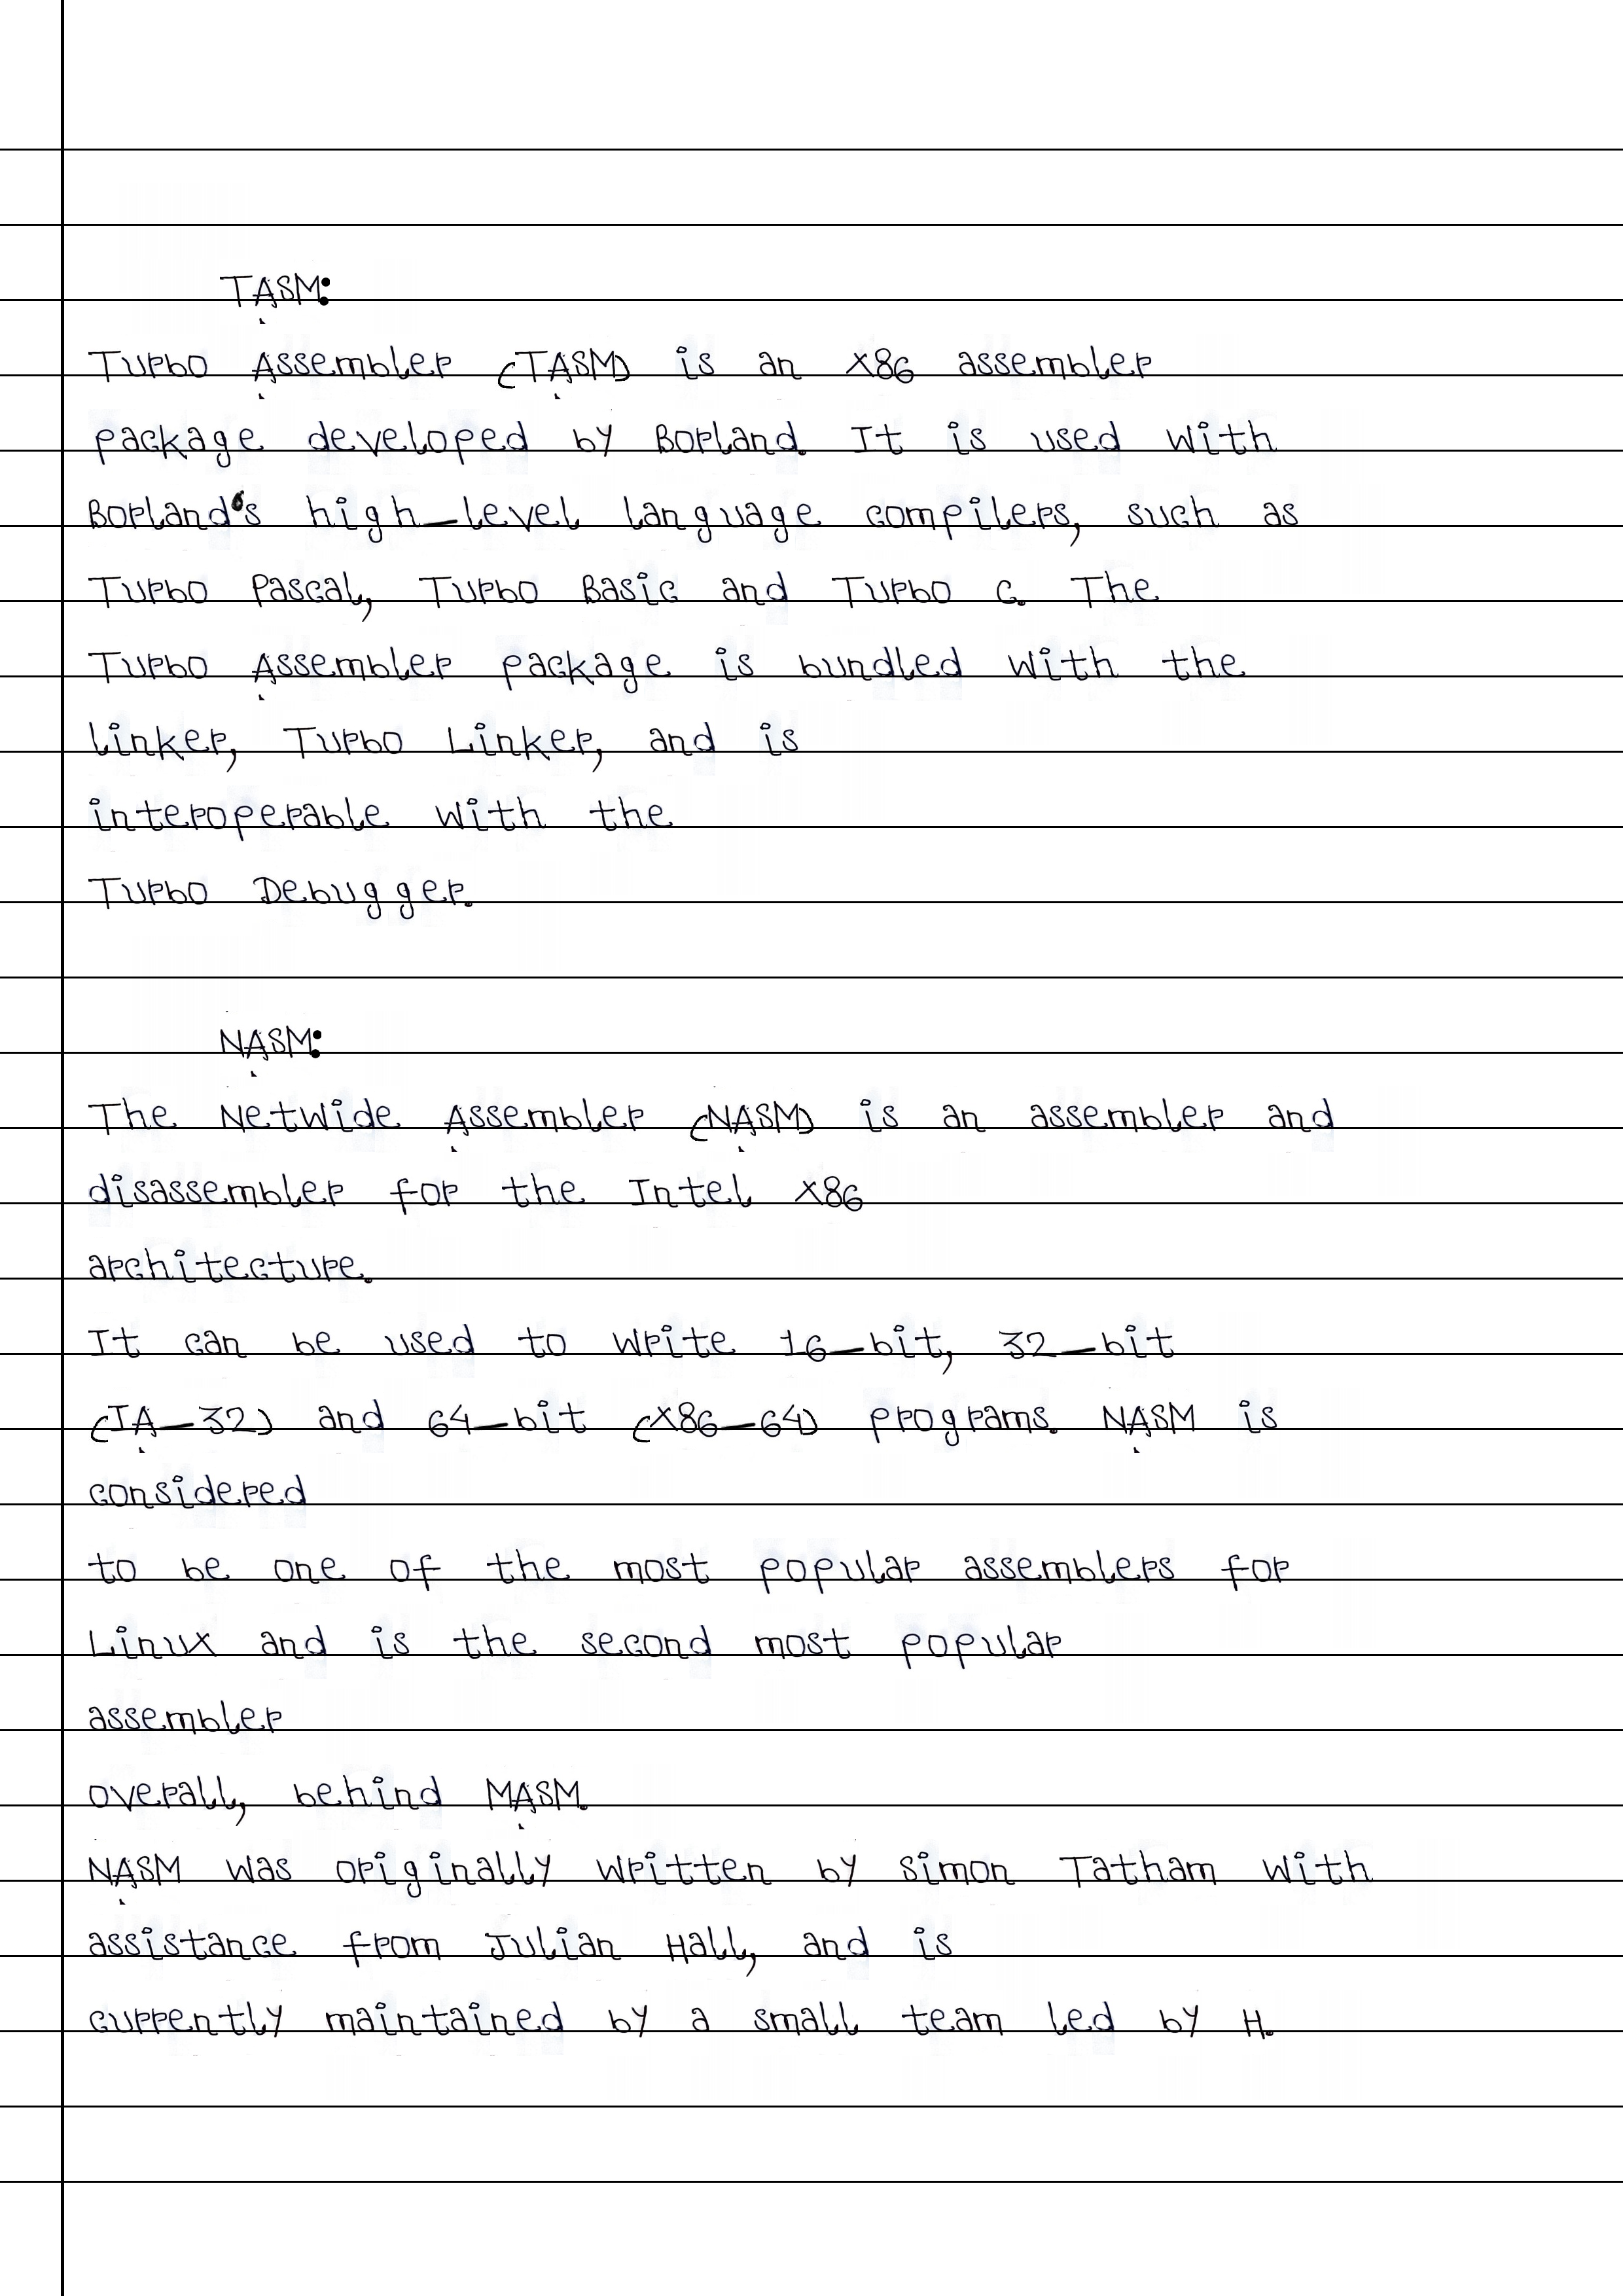 TASM:
Turbo Assembler (TASM) is an x86 assembler
package developed by Borland. It is used with
Borland's high-level language compilers, such as
Turbo Pascal, Turbo Basic and Turbo C. The
Turbo Assembler package is bundled with the
linker, Turbo Linker, and is
interoperable with the
Turbo Debugger.
NASM:
The Netwide Assembler (NASM) is an assembler and
disassembler for the Intel x86
architecture.
It can be used to write 16-bit, 32-bit
(IA-32) and 64-bit (x86-64) programs. NASM is
considered
to be one of the most popular assemblers for
Linux and is the second most popular
assembler
overall, behind MASM.
NASM was originally written by Simon Tatham with
assistance from Julian Hall, and is
currently maintained by a small team led by H.